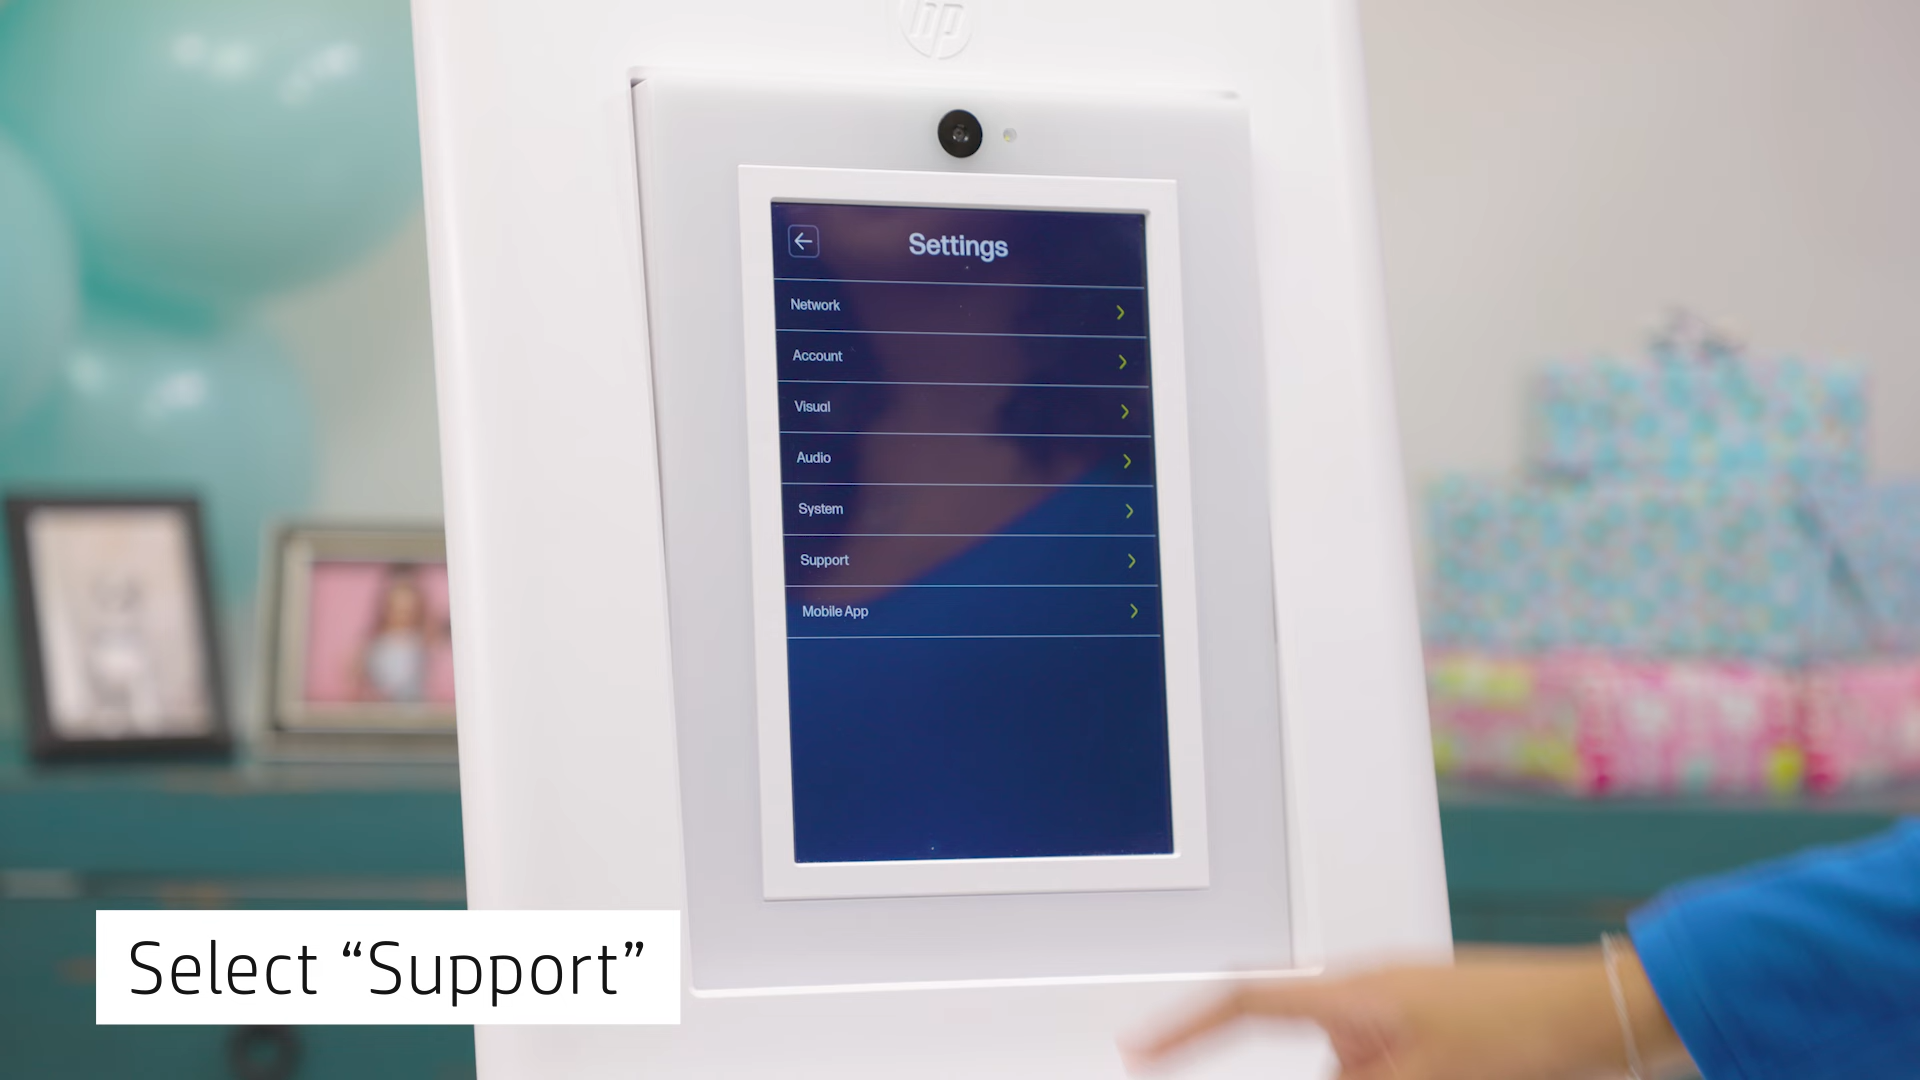 hp
Settings
Network
Account
Visual
Audio
System
Support
Mobile App
Select “Support”